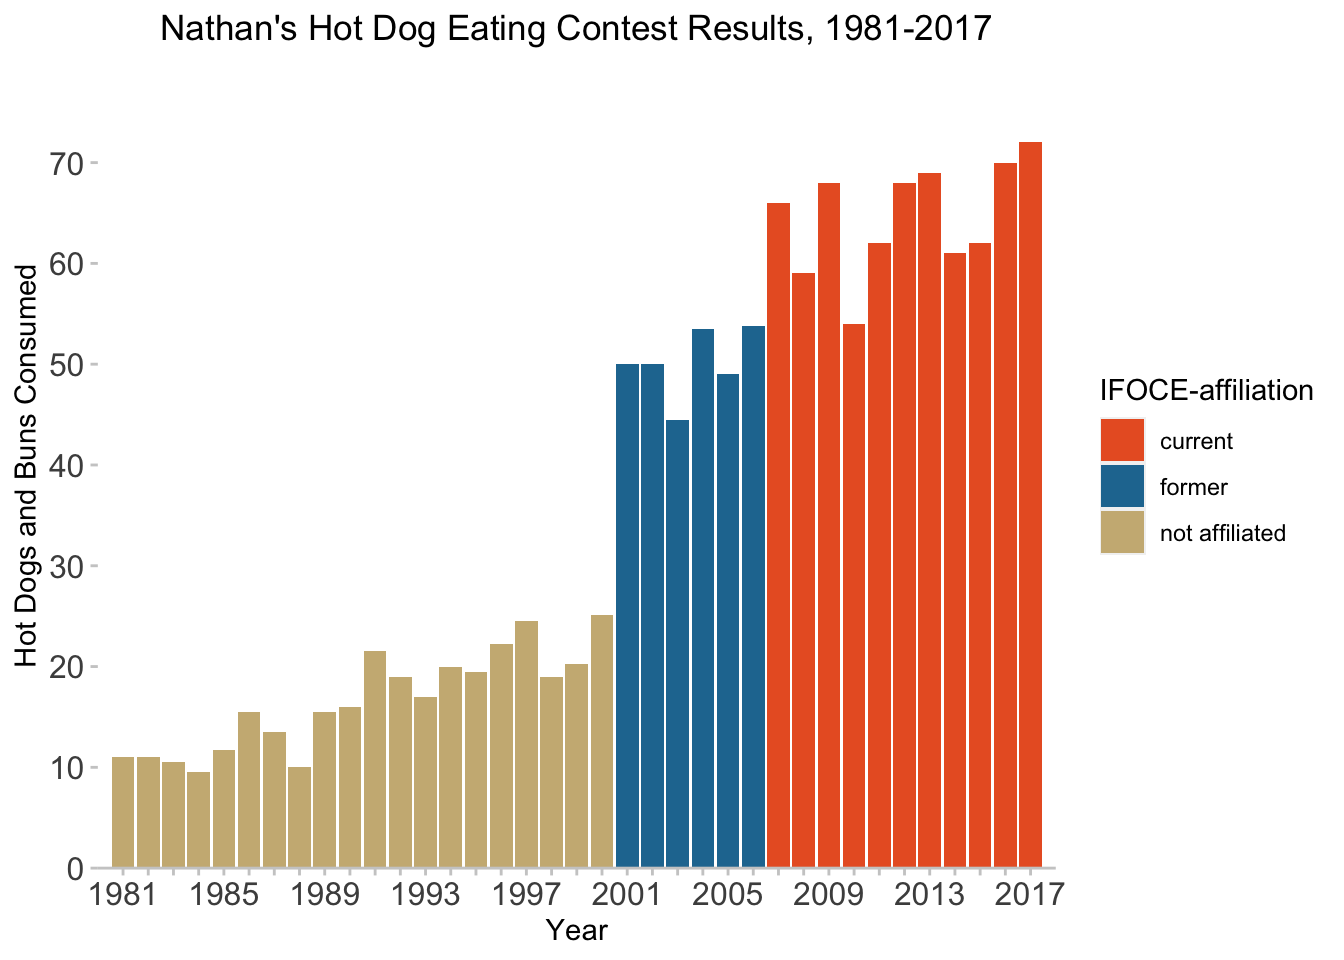 Nathan's Hot Dog Eating Contest Results, 1981-2017
Hot Dogs and Buns Consumed
70
60
50
40
30
20
10
0
1981 1985 1989 1993 1997 2001 2005 2009 2013 2017
Year
IFOCE-affiliation
current
former
not affiliated